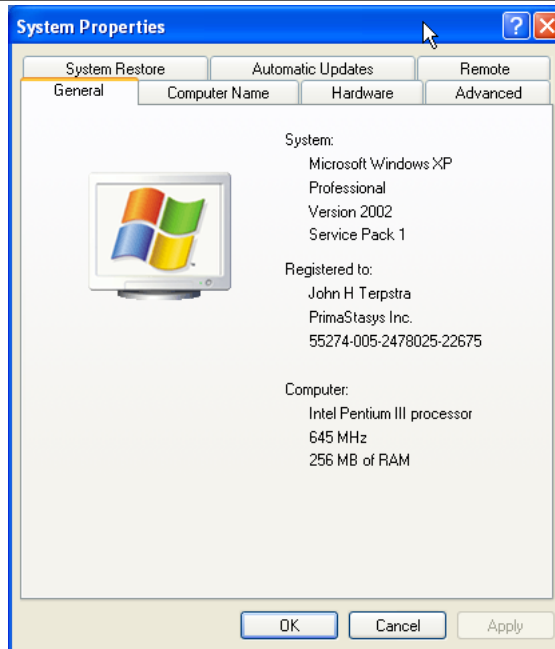 System Properties
System Restore Automatic Updates Remote
General Computer Name Hardware Advanced
System:
Microsoft Windows XP
Professional
Version 2002
Service Pack 1
Registered to:
John H Terpstra
PrimaStasys Inc.
55274-005-2478025-22675
Computer:
Intel Pentium III processor
645 MHz
256 MB of RAM
OK Cancel Apply